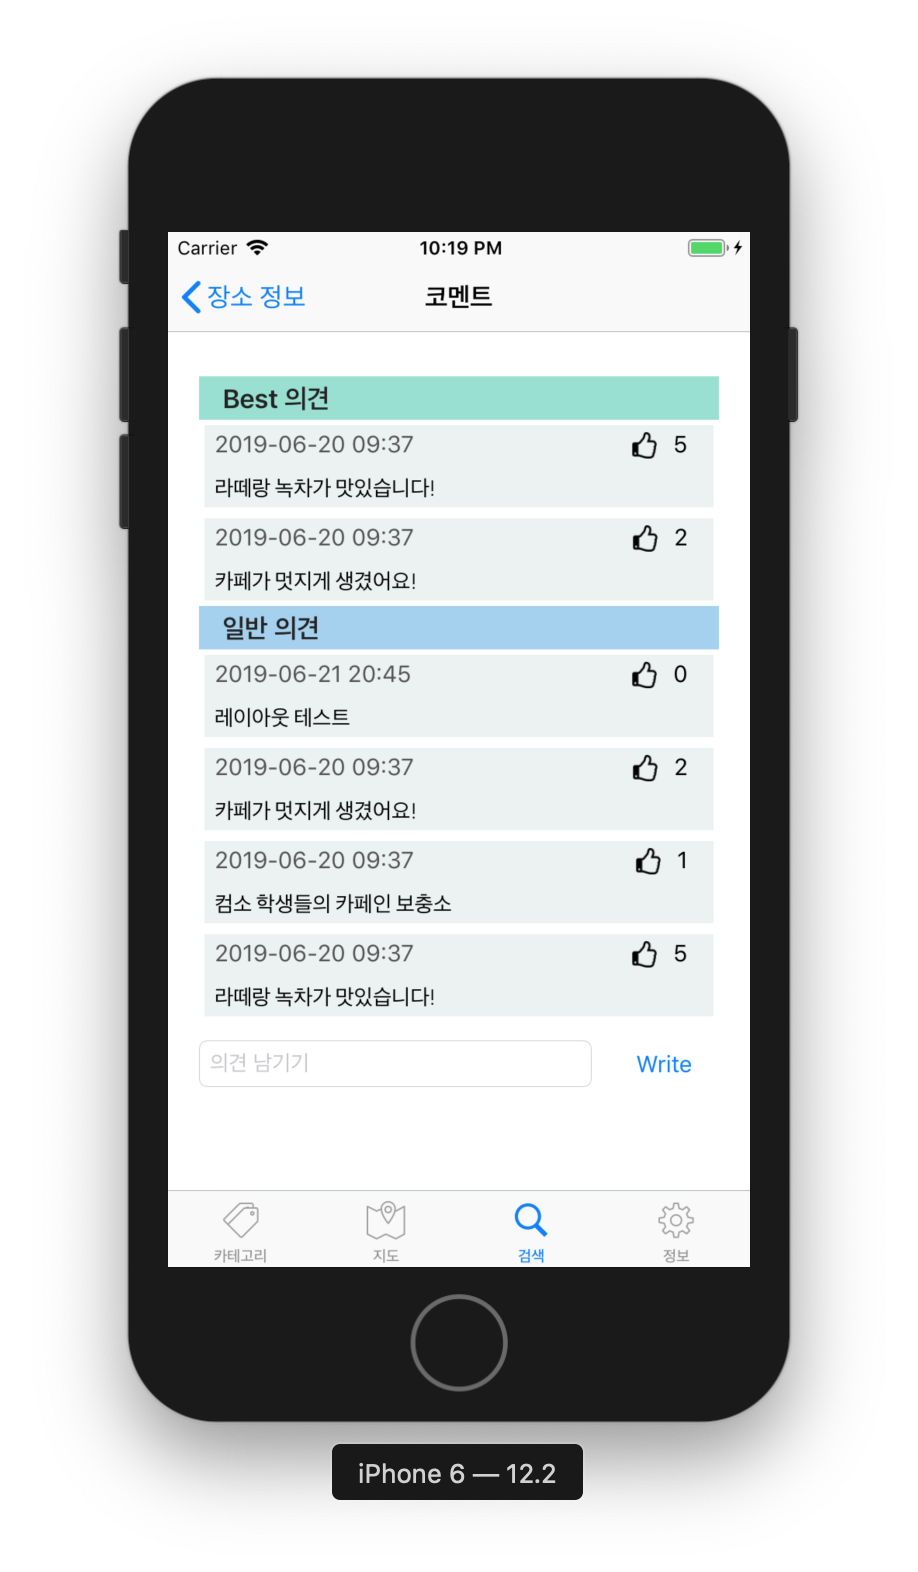 Carrier 10:19 PM
장소 정보 코멘트
Best 의견
2019-06-20 09:37 5
라떼랑 녹차가 맛있습니다!
2019-06-20 09:37 2
카페가 멋지게 생겼어요!
일반 의견
2019-06-21 20:45 0
레이아웃 테스트
2019-06-20 09:37 2
카페가 멋지게 생겼어요!
2019-06-20 09:37 1
컴소 학생들의 카페인 보충소
2019-06-20 09:37 5
라떼랑 녹차가 맛있습니다!
의견 남기기 Write
카테고리 지도 검색 정보
iPhone 6 — 12.2